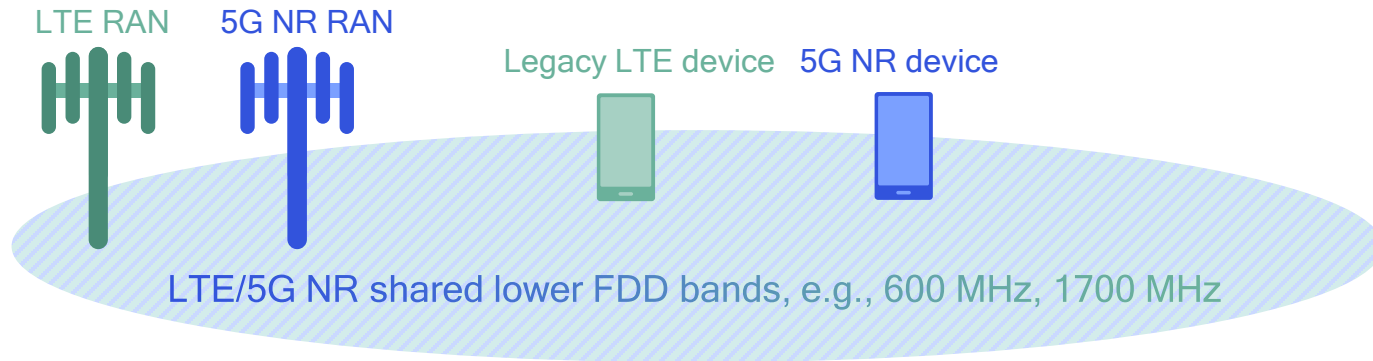 LTE RAN
5G NR RAN
Legacy LTE device
5G NR device
LTE/5G NR shared lower FDD bands, e.g., 600 MHz, 1700 MHz